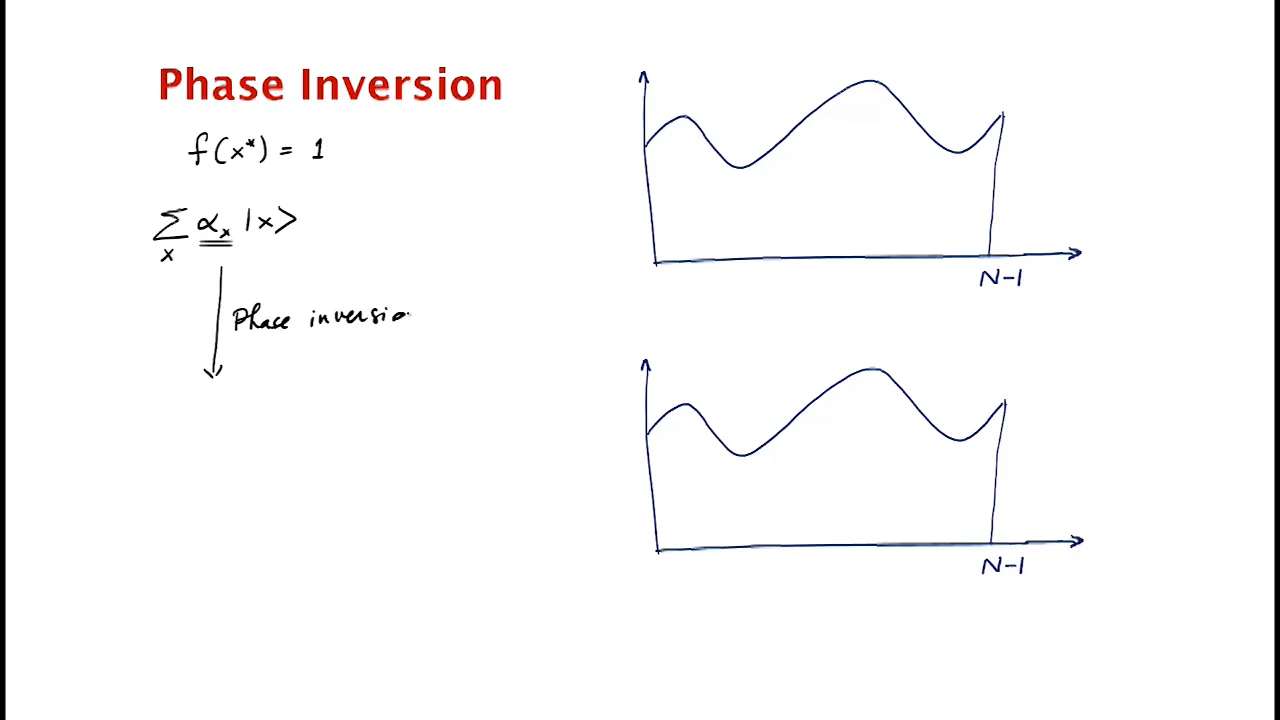 Phase Inversion
f(x*) = 1
∑ αₓ |x>
x
Phase inversio
N-1
N-1